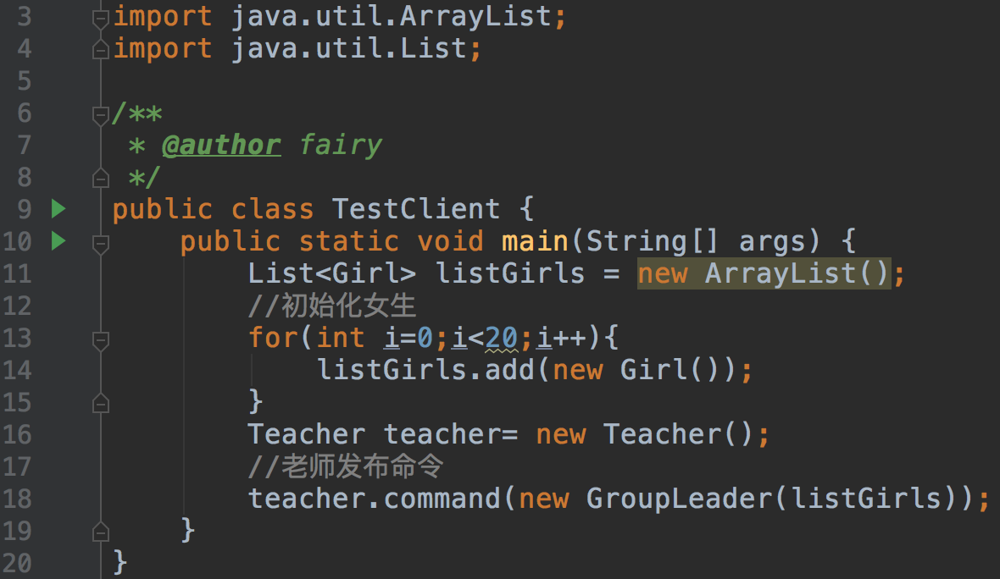 3 import java.util.ArrayList;
4 import java.util.List;
5
6 /**
7  * @author fairy
8  */
9 public class TestClient {
10     public static void main(String[] args) {
11         List<Girl> listGirls = new ArrayList();
12         //初始化女生
13         for(int i=0;i<20;i++){
14             listGirls.add(new Girl());
15         }
16         Teacher teacher= new Teacher();
17         //老师发布命令
18         teacher.command(new GroupLeader(listGirls));
19     }
20 }